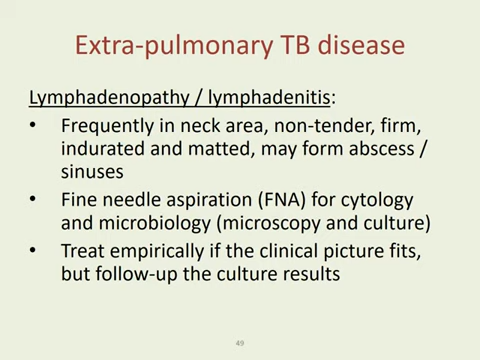 Extra-pulmonary TB disease
Lymphadenopathy / lymphadenitis:
• Frequently in neck area, non-tender, firm,
indurated and matted, may form abscess /
sinuses
• Fine needle aspiration (FNA) for cytology
and microbiology (microscopy and culture)
• Treat empirically if the clinical picture fits,
but follow-up the culture results
49